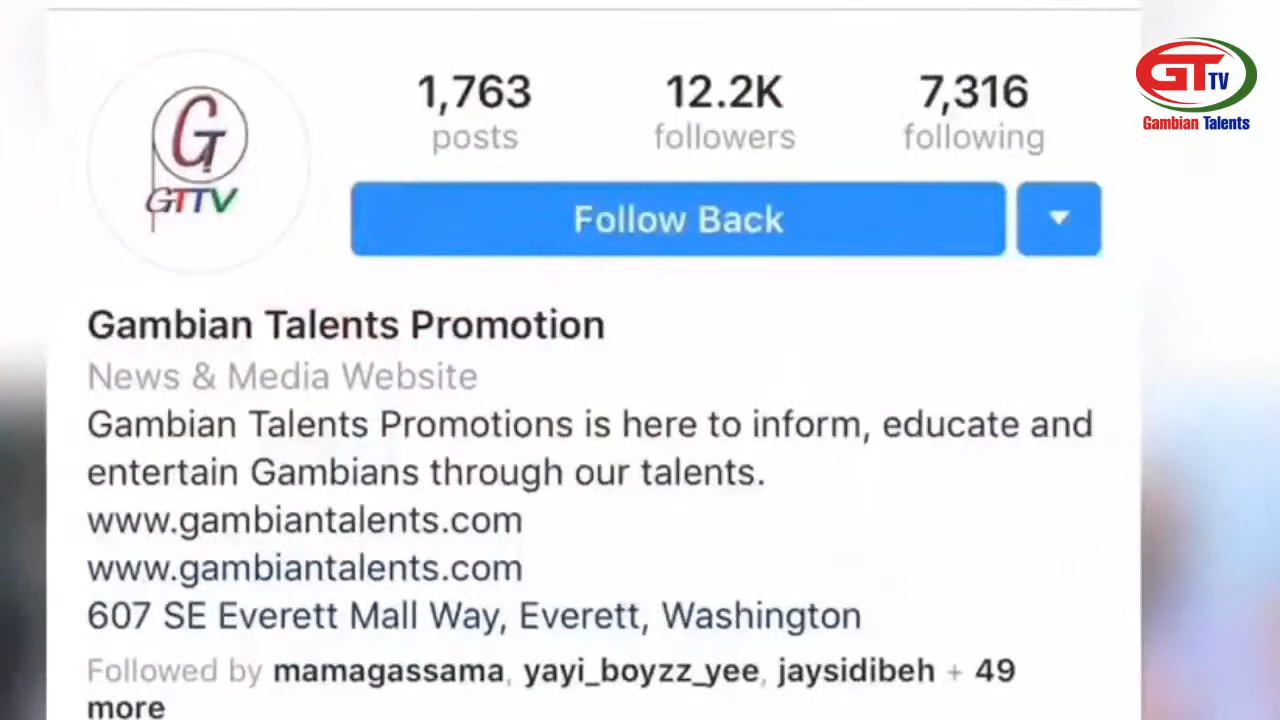 1,763 12.2K 7,316
posts followers following
GT
GTTV
Follow Back
GT TV
Gambian Talents
Gambian Talents Promotion
News & Media Website
Gambian Talents Promotions is here to inform, educate and
entertain Gambians through our talents.
www.gambiantalents.com
www.gambiantalents.com
607 SE Everett Mall Way, Everett, Washington
Followed by mamagassama, yayi_boyzz_yee, jaysidibeh + 49
more